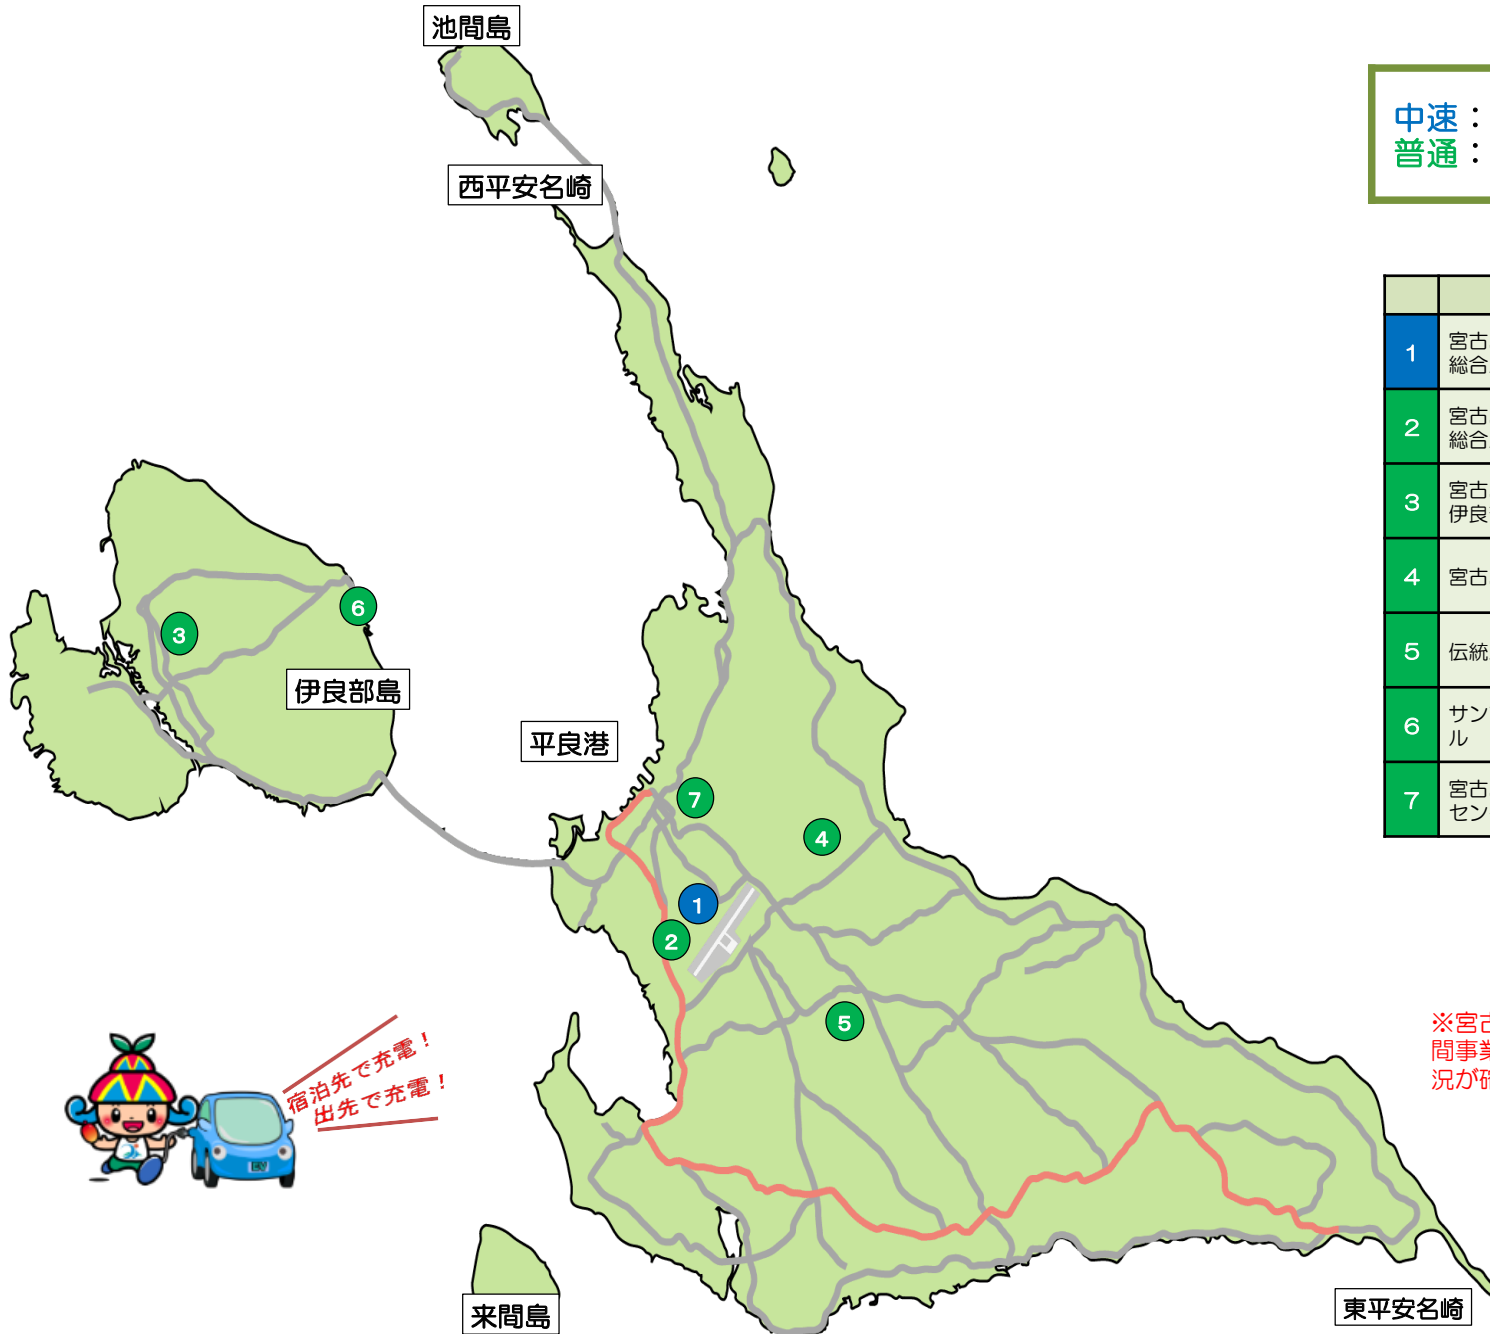 池間島
中速：
普通：
西平安名崎
1 宮古
総合
2 宮古
総合
3 宮古
伊良
4 宮古
5 伝統
6 サン
ル
7 宮古
セン
6
3
伊良部島
平良港
7
4
1
2
5
※宮古
間事業
況が確
宿泊先で充電！
出先で充電！
EV
来間島
東平安名崎